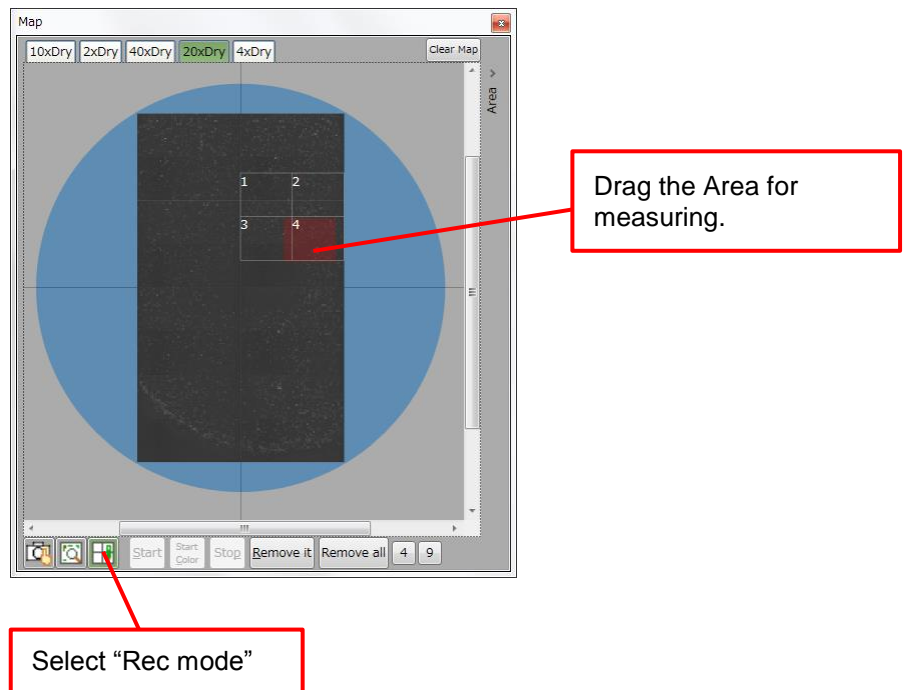 Map
10xDry 2xDry 40xDry 20xDry 4xDry Clear Map
Area
1 2
3 4
Drag the Area for
measuring.
Start Start Color Stop Remove it Remove all 4 9
Select “Rec mode”